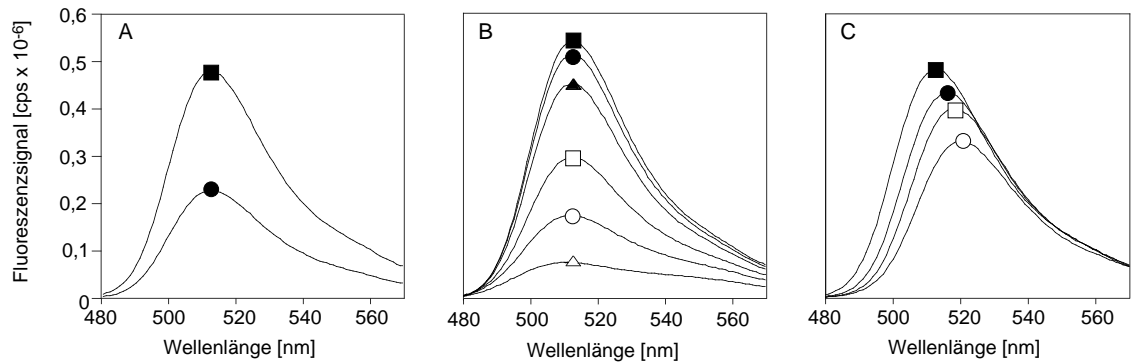 Fluoreszenzsignal [cps x 10-6]
0,6
0,5
0,4
0,3
0,2
0,1
0
A
B
C
480 500 520 540 560
480 500 520 540 560
480 500 520 540 560
Wellenlänge [nm]
Wellenlänge [nm]
Wellenlänge [nm]